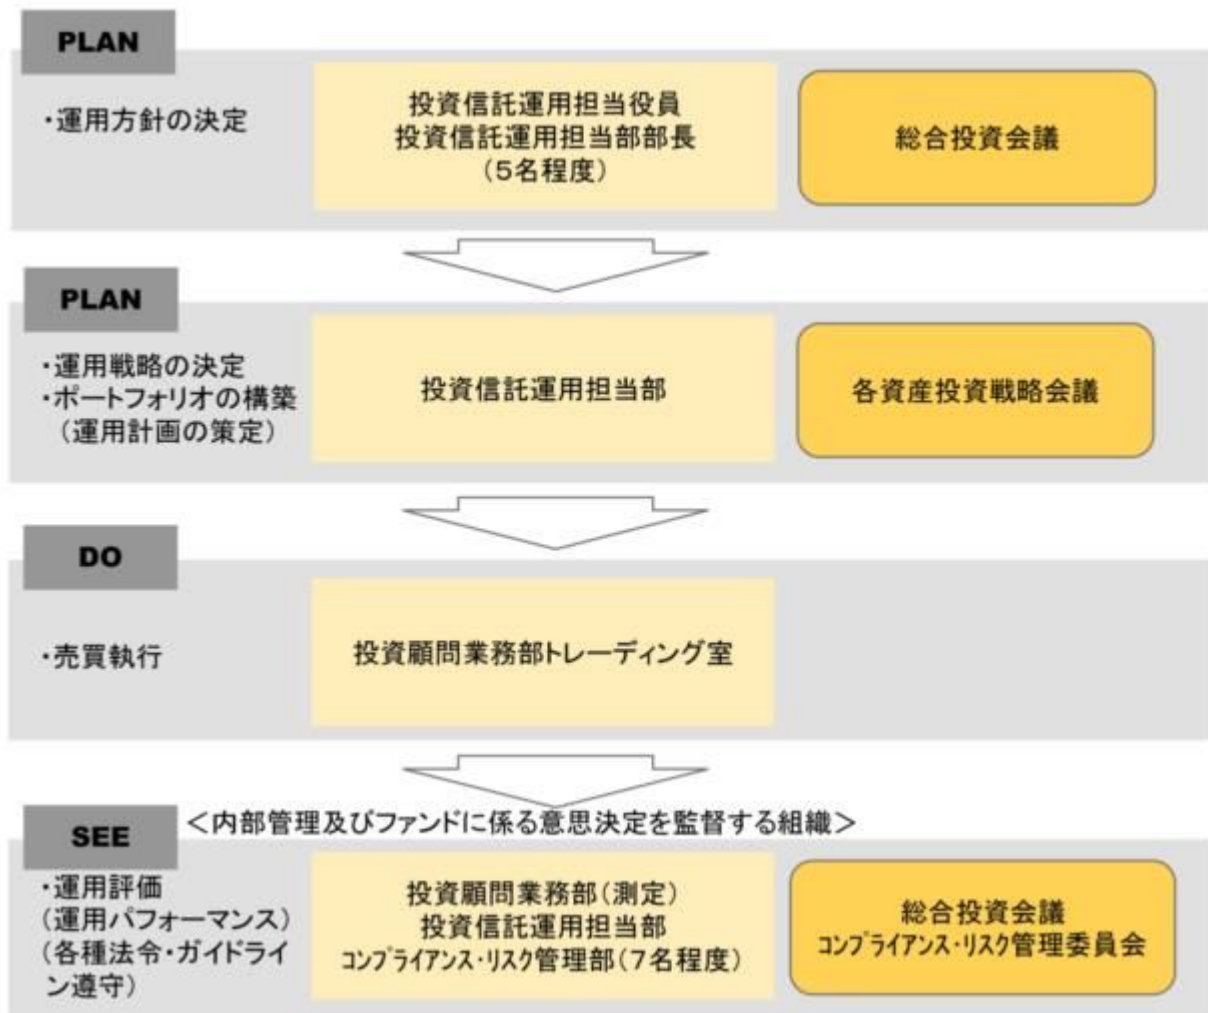 PLAN
・運用方針の決定
投資信託運用担当役員
投資信託運用担当部部長
(5名程度)
総合投資会議
PLAN
・運用戦略の決定
・ポートフォリオの構築
(運用計画の策定)
投資信託運用担当部
各資産投資戦略会議
DO
・売買執行
投資顧問業務部トレーディング室
SEE
<内部管理及びファンドに係る意思決定を監督する組織>
・運用評価
(運用パフォーマンス)
(各種法令・ガイドライ
ン遵守)
投資顧問業務部(測定)
投資信託運用担当部
コンプライアンス・リスク管理部(7名程度)
総合投資会議
コンプライアンス・リスク管理委員会